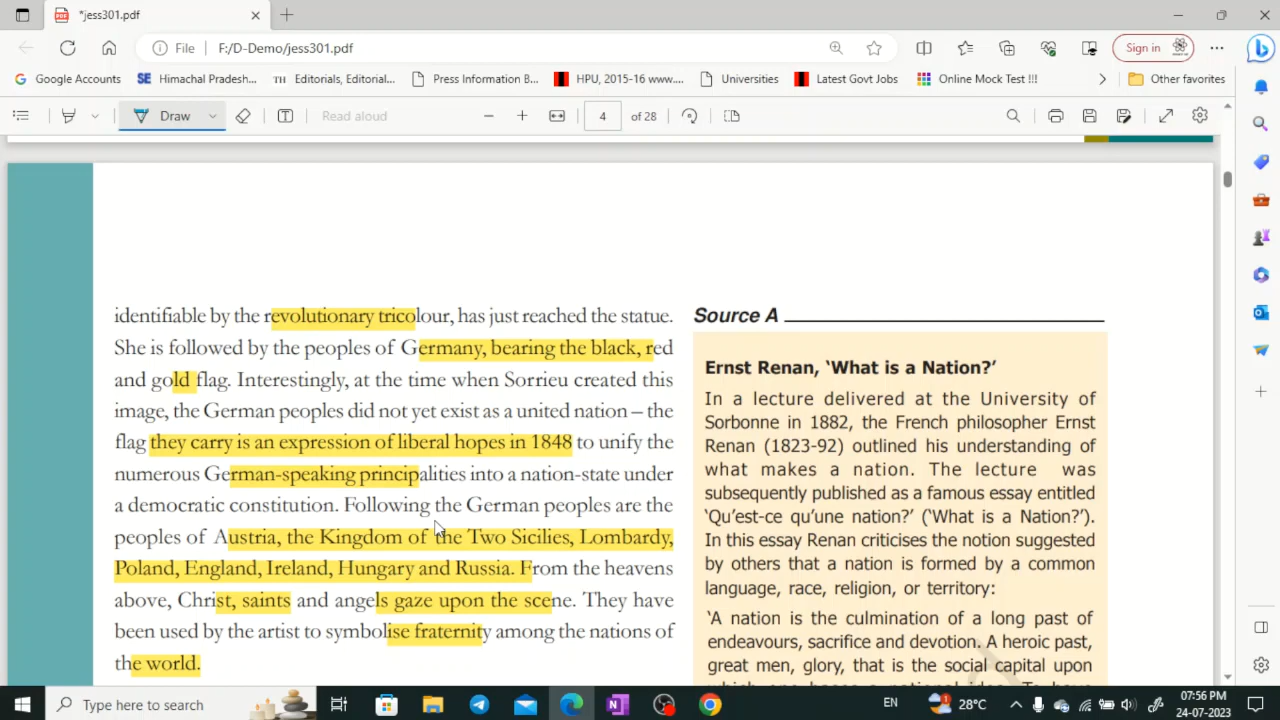 *jess301.pdf
File F:/D-Demo/jess301.pdf
Sign in
Google Accounts
SE Himachal Pradesh...
TH Editorials, Editorial...
Press Information B...
HPU, 2015-16 www....
Universities
Latest Govt Jobs
Online Mock Test !!!
Other favorites
Draw
Read aloud
4 of 28
identifiable by the revolutionary tricolour, has just reached the statue.
She is followed by the peoples of Germany, bearing the black, red
and gold flag. Interestingly, at the time when Sorrieu created this
image, the German peoples did not yet exist as a united nation – the
flag they carry is an expression of liberal hopes in 1848 to unify the
numerous German-speaking principalities into a nation-state under
a democratic constitution. Following the German peoples are the
peoples of Austria, the Kingdom of the Two Sicilies, Lombardy,
Poland, England, Ireland, Hungary and Russia. From the heavens
above, Christ, saints and angels gaze upon the scene. They have
been used by the artist to symbolise fraternity among the nations of
the world.
Source A
Ernst Renan, ‘What is a Nation?’
In a lecture delivered at the University of
Sorbonne in 1882, the French philosopher Ernst
Renan (1823-92) outlined his understanding of
what makes a nation. The lecture was
subsequently published as a famous essay entitled
‘Qu’est-ce qu’une nation?’ (‘What is a Nation?’).
In this essay Renan criticises the notion suggested
by others that a nation is formed by a common
language, race, religion, or territory:
‘A nation is the culmination of a long past of
endeavours, sacrifice and devotion. A heroic past,
great men, glory, that is the social capital upon
Type here to search
EN
28°C
07:56 PM
24-07-2023